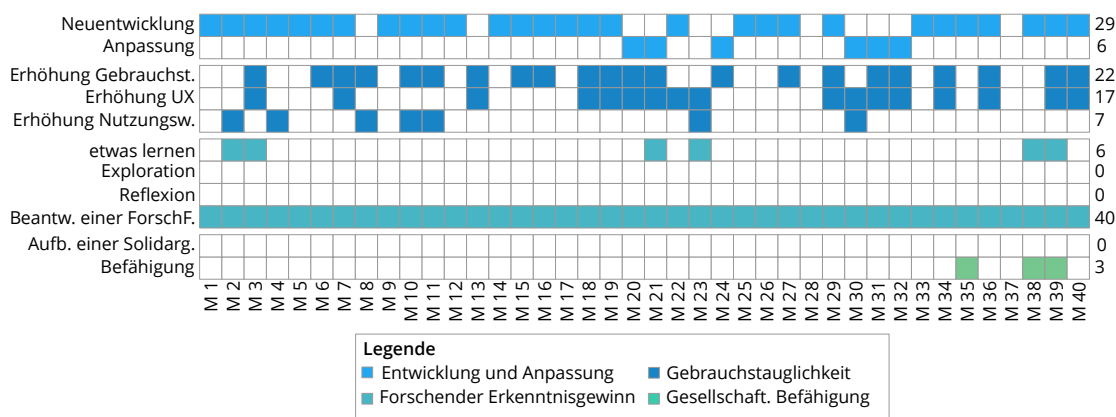 Neuentwicklung 29
Anpassung 6
Erhöhung Gebrauchst. 22
Erhöhung UX 17
Erhöhung Nutzungsw. 7
etwas lernen 6
Exploration 0
Reflexion 0
Beantw. einer ForschF. 40
Aufb. einer Solidarg. 0
Befähigung 3
M 1
M 2
M 3
M 4
M 5
M 6
M 7
M 8
M 9
M 10
M 11
M 12
M 13
M 14
M 15
M 16
M 17
M 18
M 19
M 20
M 21
M 22
M 23
M 24
M 25
M 26
M 27
M 28
M 29
M 30
M 31
M 32
M 33
M 34
M 35
M 36
M 37
M 38
M 39
M 40
Legende
Entwicklung und Anpassung
Gebrauchstauglichkeit
Forschender Erkenntnisgewinn
Gesellschaft. Befähigung